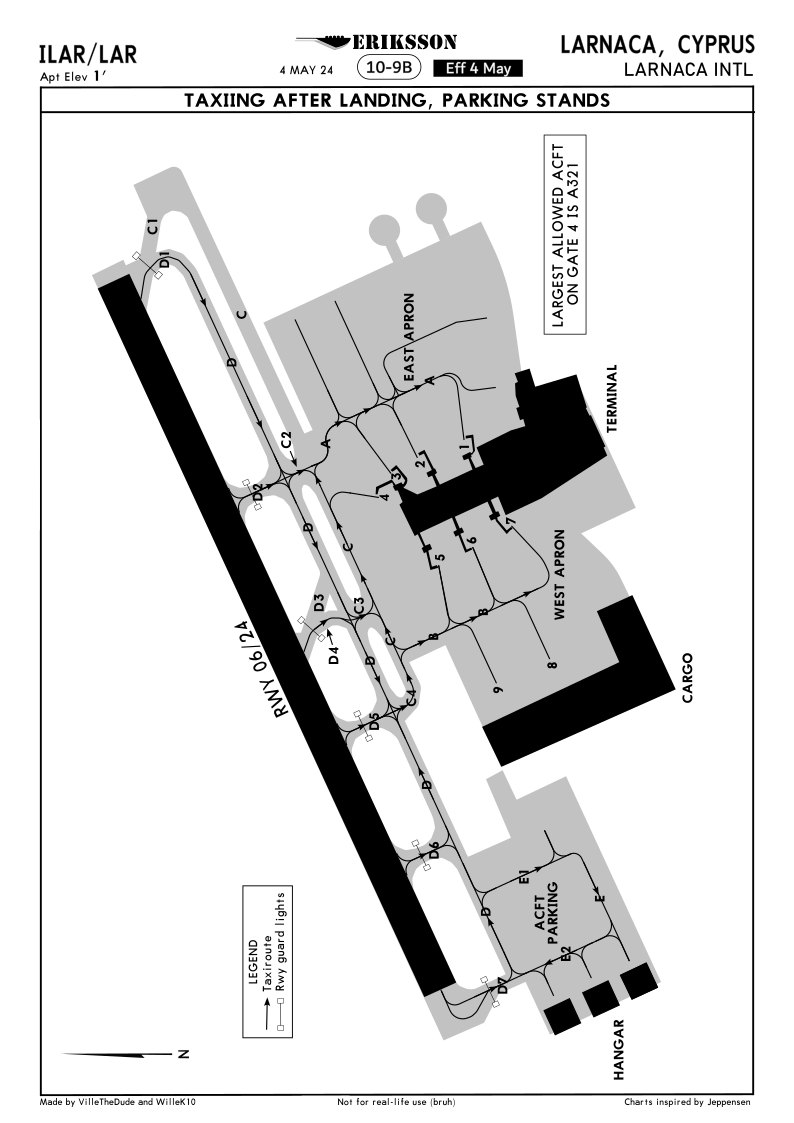 ILAR/LAR
Apt Elev 1'
ERIKSSON
4 MAY 24
10-9B
Eff 4 May
LARNACA, CYPRUS
LARNACA INTL
TAXIING AFTER LANDING, PARKING STANDS
LARGEST ALLOWED ACFT
ON GATE 4 IS A321
C1
D1
C
D
EAST APRON
A
TERMINAL
C2
A
D2
1
2
3
4
D
C
5
6
7
WEST APRON
D3
C3
D4
C
B
B
RWY 06/24
D
C4
D5
9
8
CARGO
D
D6
E1
D
ACFT
PARKING
E
E2
D7
HANGAR
LEGEND
Taxiroute
Rwy guard lights
N
Made by VilleTheDude and WilleK10
Not for real-life use (bruh)
Charts inspired by Jeppensen